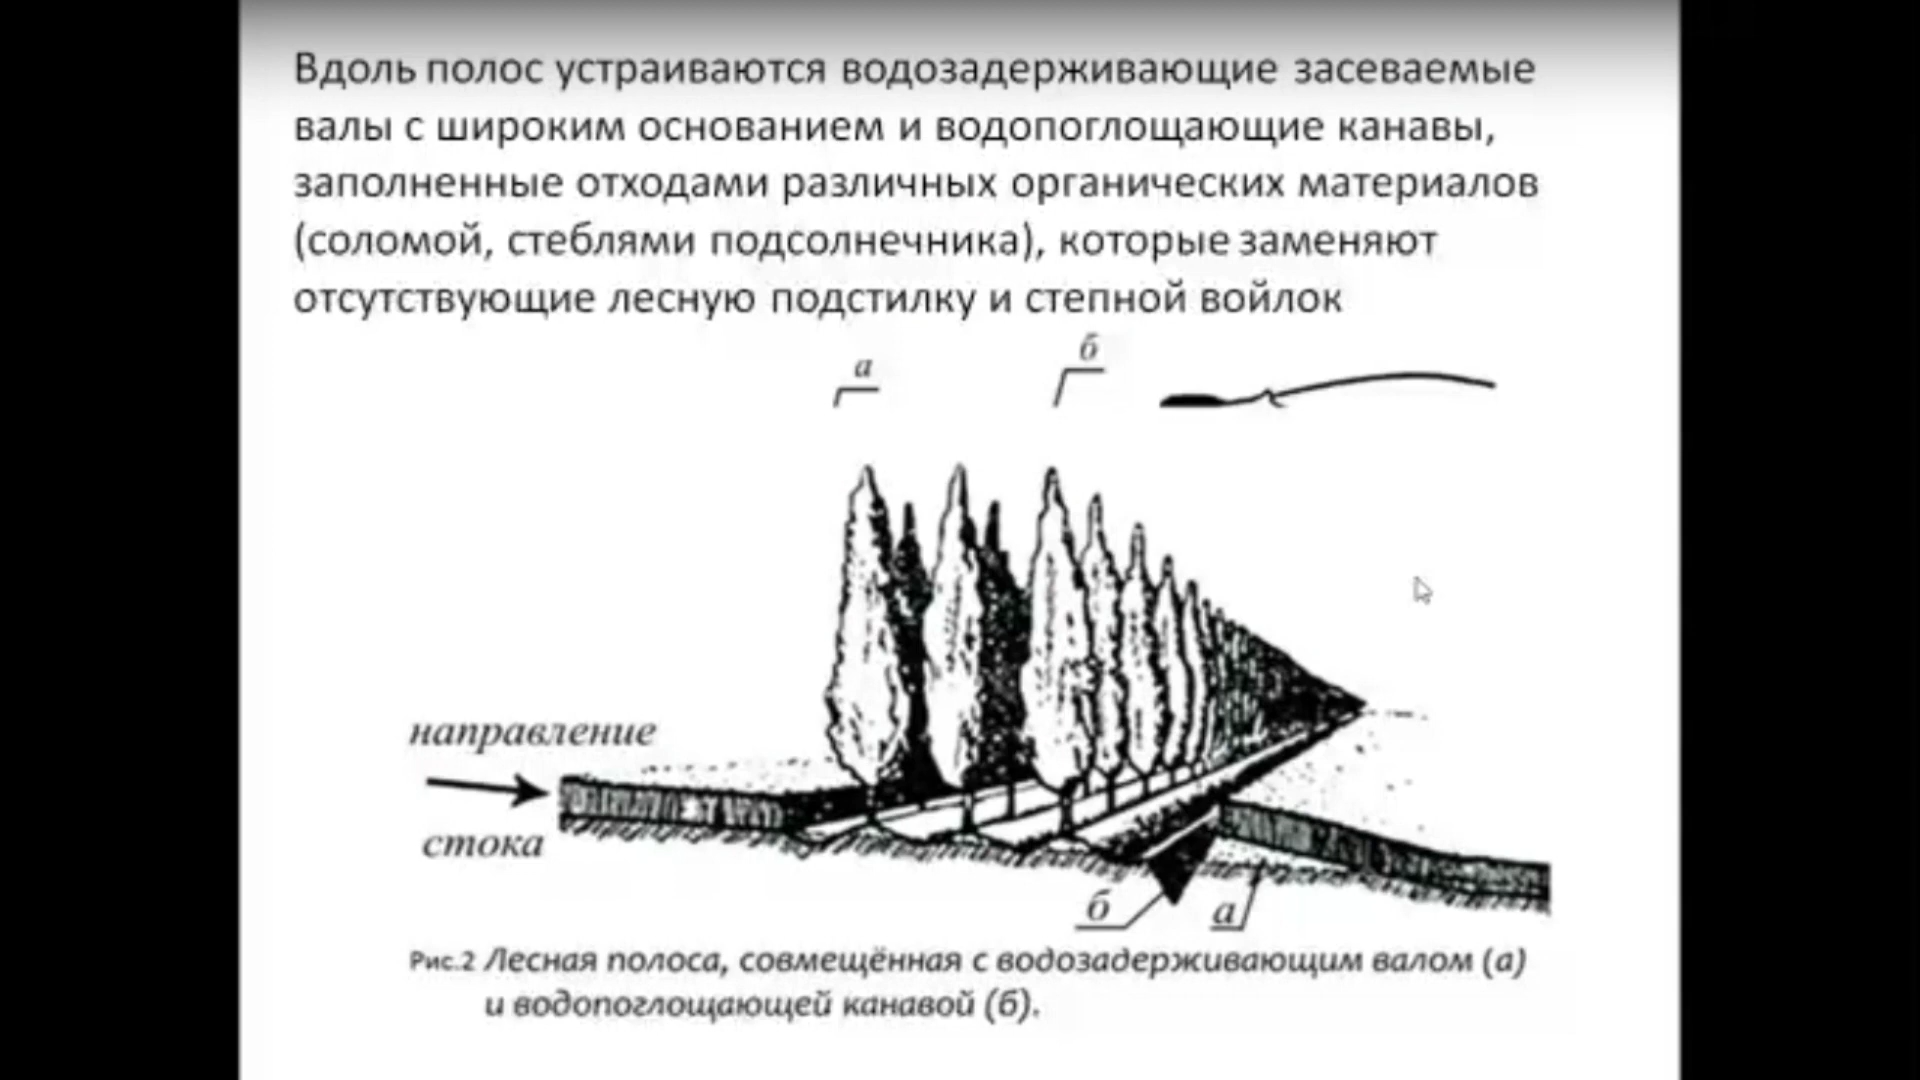 Вдоль полос устраиваются водозадерживающие засеваемые
валы с широким основанием и водопоглощающие канавы,
заполненные отходами различных органических материалов
(соломой, стеблями подсолнечника), которые заменяют
отсутствующие лесную подстилку и степной войлок
а
б
направление
стока
б
а
Рис.2 Лесная полоса, совмещённая с водозадерживающим валом (а)
и водопоглощающей канавой (б).